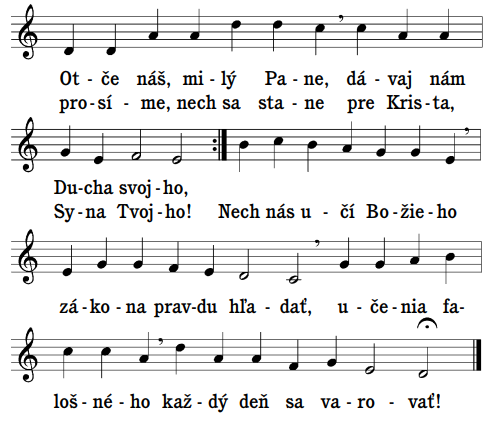 Ot - če náš, mi - lý Pa - ne, dá - vaj nám
pro - sí - me, nech sa sta - ne pre Kris - ta,
Du - cha svoj - ho,
Sy - na Tvoj - ho! Nech nás u - čí Bo - žie - ho
zá - ko - na prav - du hľa - dať, u - če - nia fa-
loš - né - ho kaž - dý deň sa va - ro - vať!